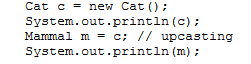 Cat c = new Cat();
System.out.println(c);
Mammal m = c; // upcasting
System.out.println(m);